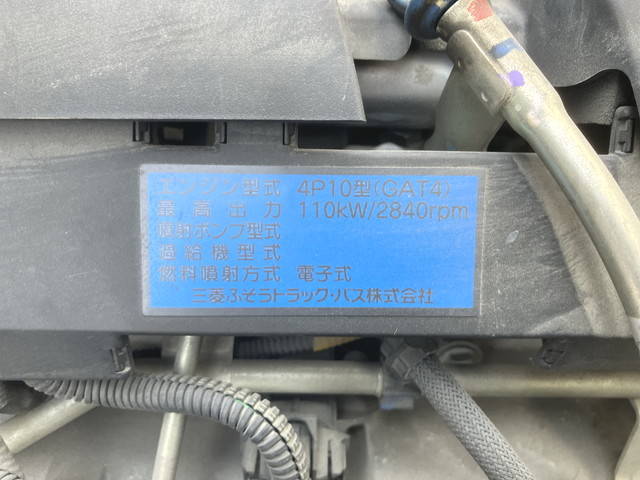 エンジン型式 4P10型(CAT4)
最高出力 110kW/2840rpm
噴射ポンプ型式
過給機型式
燃料噴射方式 電子式
三菱ふそうトラック・バス株式会社